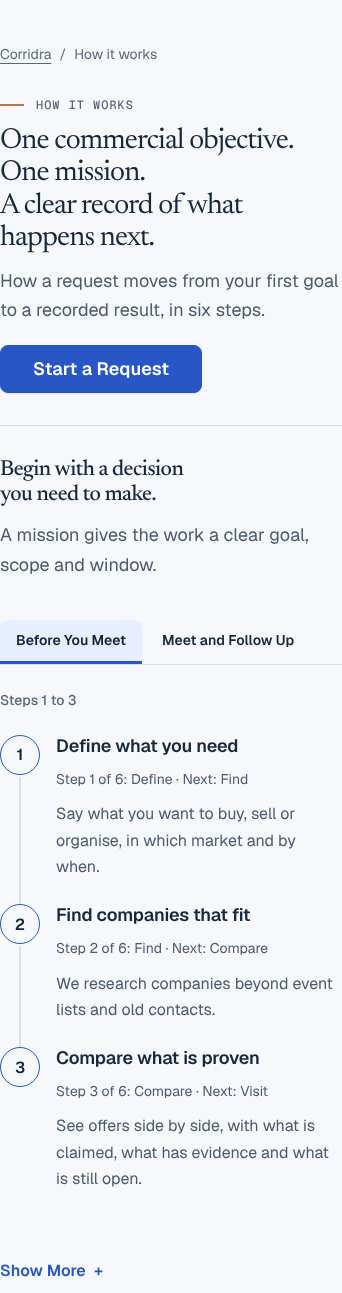 Corridra / How it works
HOW IT WORKS
One commercial objective.
One mission.
A clear record of what
happens next.
How a request moves from your first goal
to a recorded result, in six steps.
Start a Request
Begin with a decision
you need to make.
A mission gives the work a clear goal,
scope and window.
Before You Meet
Meet and Follow Up
Steps 1 to 3
1
Define what you need
Step 1 of 6: Define · Next: Find
Say what you want to buy, sell or
organise, in which market and by
when.
2
Find companies that fit
Step 2 of 6: Find · Next: Compare
We research companies beyond event
lists and old contacts.
3
Compare what is proven
Step 3 of 6: Compare · Next: Visit
See offers side by side, with what is
claimed, what has evidence and what
is still open.
Show More +